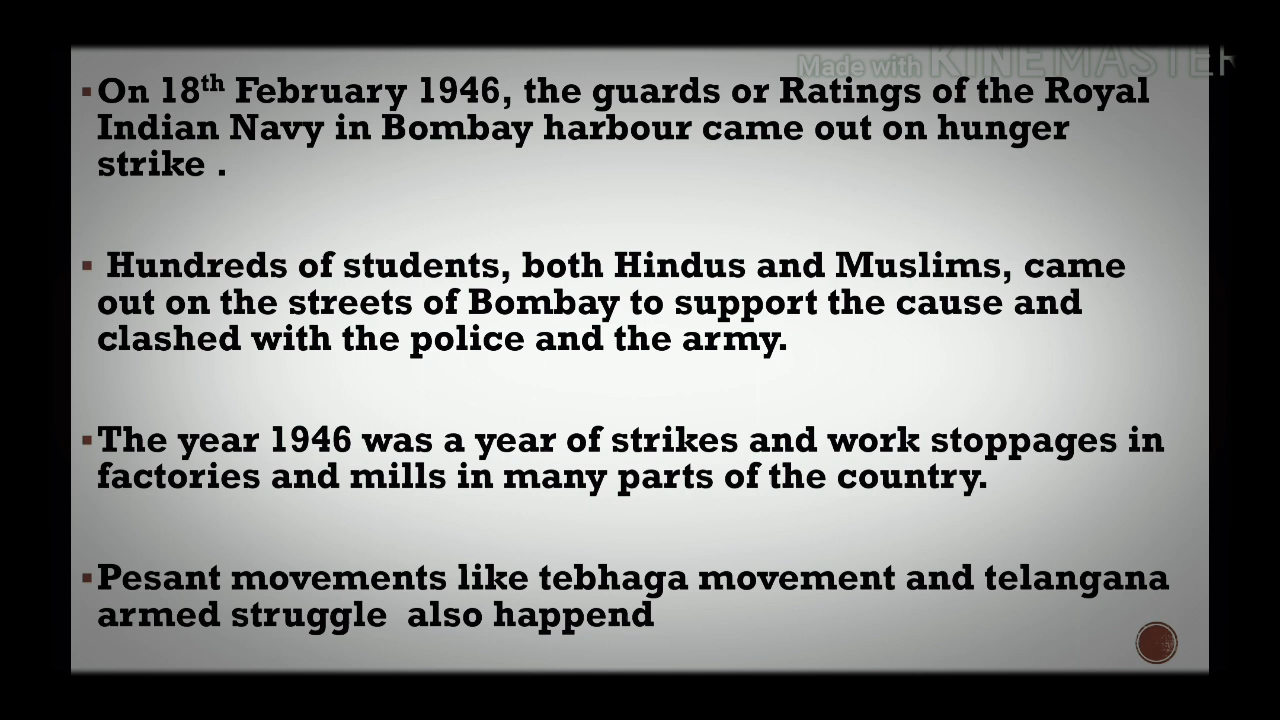 Made with KINEMASTER
▪On 18th February 1946, the guards or Ratings of the Royal
Indian Navy in Bombay harbour came out on hunger
strike .
▪ Hundreds of students, both Hindus and Muslims, came
out on the streets of Bombay to support the cause and
clashed with the police and the army.
▪The year 1946 was a year of strikes and work stoppages in
factories and mills in many parts of the country.
▪Pesant movements like tebhaga movement and telangana
armed struggle  also happend